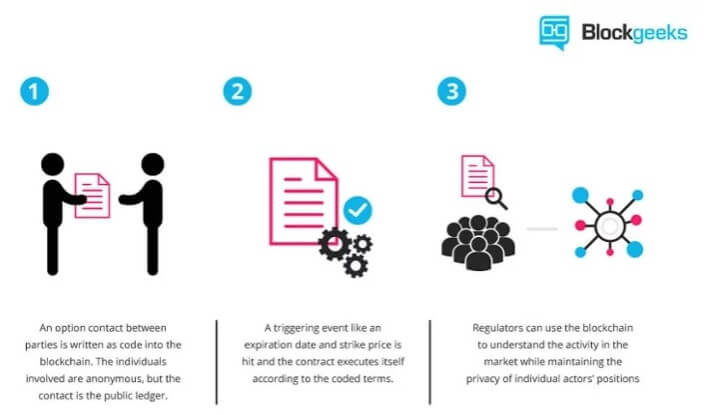 Blockgeeks
1
2
3
An option contact between
parties is written as code into the
blockchain. The individuals
involved are anonymous, but the
contact is the public ledger.
A triggering event like an
expiration date and strike price is
hit and the contract executes itself
according to the coded terms.
Regulators can use the blockchain
to understand the activity in the
market while maintaining the
privacy of individual actors’ positions